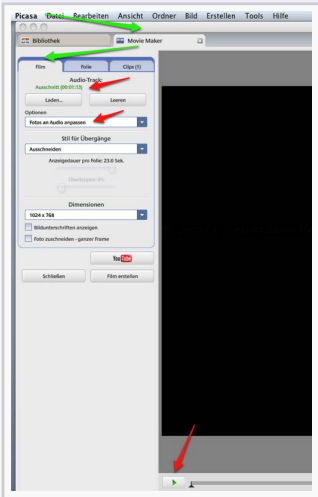 Picasa Datei Bearbeiten Ansicht Ordner Bild Erstellen Tools Hilfe
Bibliothek Movie Maker
Film Folie Clips (1)
Audio-Track:
Ausschnitt (00:01:13)
Laden... Leeren
Optionen
Fotos an Audio anpassen
Stil für Übergänge
Ausschneiden
Anzeigedauer pro Folie: 23.0 Sek.
Überlappen: 0%
Dimensionen
1024 x 768
Bildunterschriften anzeigen
Foto zuschneiden - ganzer Frame
YouTube
Schließen Film erstellen